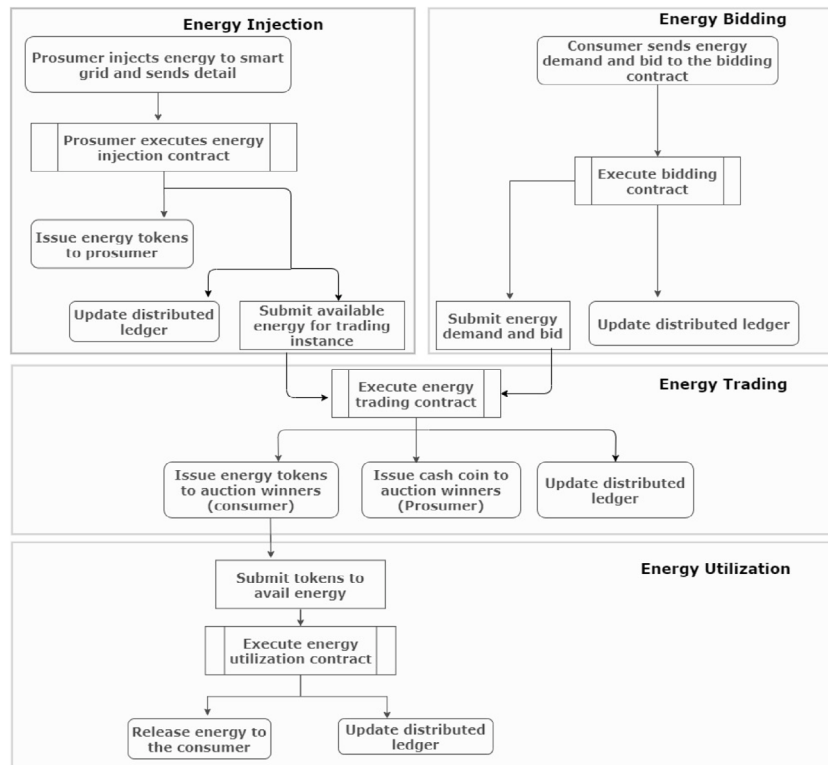 Energy Injection
Prosumer injects energy to smart
grid and sends detail
Prosumer executes energy
injection contract
Issue energy tokens
to prosumer
Update distributed
ledger
Submit available
energy for trading
instance
Energy Bidding
Consumer sends energy
demand and bid to the bidding
contract
Execute bidding
contract
Submit energy
demand and bid
Update distributed ledger
Energy Trading
Execute energy
trading contract
Issue energy tokens
to auction winners
(consumer)
Issue cash coin to
auction winners
(Prosumer)
Update distributed
ledger
Energy Utilization
Submit tokens to
avail energy
Execute energy
utilization contract
Release energy to
the consumer
Update distributed
ledger